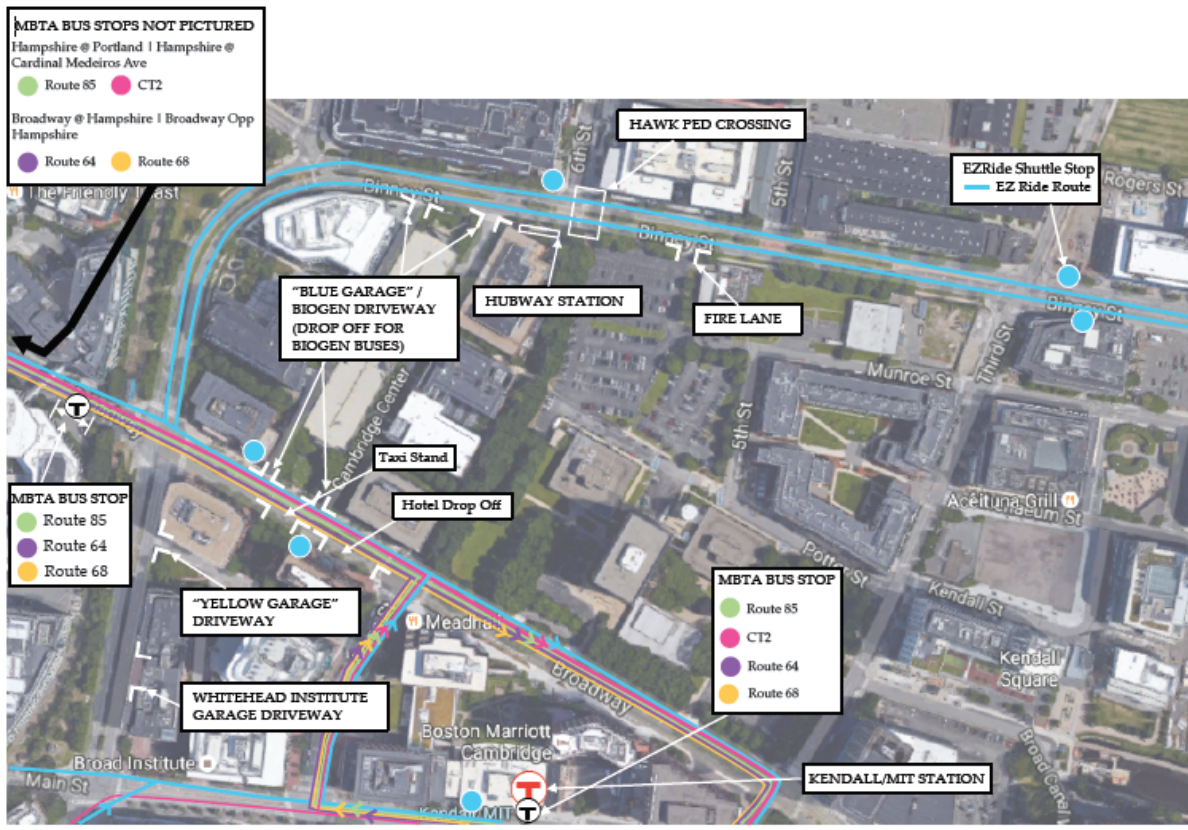 MBTA BUS STOPS NOT PICTURED
Hampshire @ Portland | Hampshire @
Cardinal Medeiros Ave
Route 85
CT2
Broadway @ Hampshire | Broadway Opp
Hampshire
Route 64
Route 68
The Friendly Toast
HAWK PED CROSSING
6th St
5th St
EZRide Shuttle Stop
EZ Ride Route
Rogers St
Binney St
Binney St
Binney St
"BLUE GARAGE" /
BIOGEN DRIVEWAY
(DROP OFF FOR
BIOGEN BUSES)
HUBWAY STATION
FIRE LANE
Third St
Munroe St
Cambridge Center
5th St
T
Taxi Stand
Hotel Drop Off
MBTA BUS STOP
Route 85
Route 64
Route 68
Aceituna Grill
Potter St
Kendall St
"YELLOW GARAGE"
DRIVEWAY
Meadhall
MBTA BUS STOP
Route 85
CT2
Route 64
Route 68
Kendall
Square
Broadway
WHITEHEAD INSTITUTE
GARAGE DRIVEWAY
Boston Marriott
Cambridge
Broad Institute
Main St
Broad Canal
KENDALL/MIT STATION
T
T
Kendall/MIT